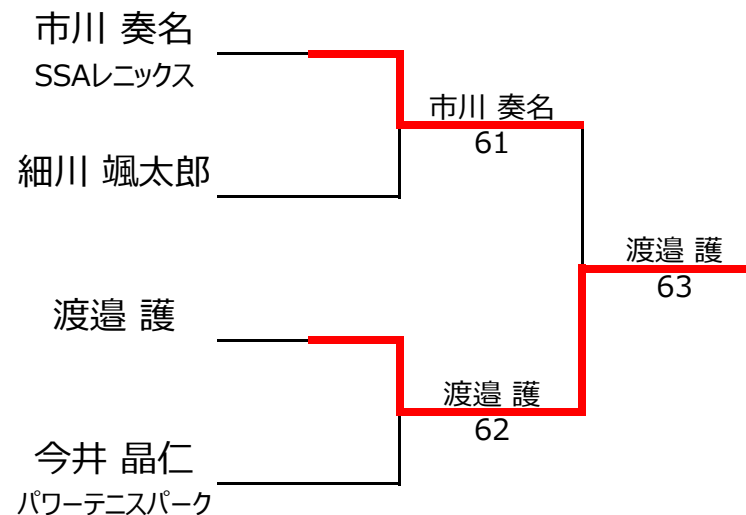 市川 奏名
SSAレニックス
市川 奏名
61
細川 颯太郎
渡邉 護
63
渡邉 護
渡邉 護
62
今井 晶仁
パワーテニスパーク